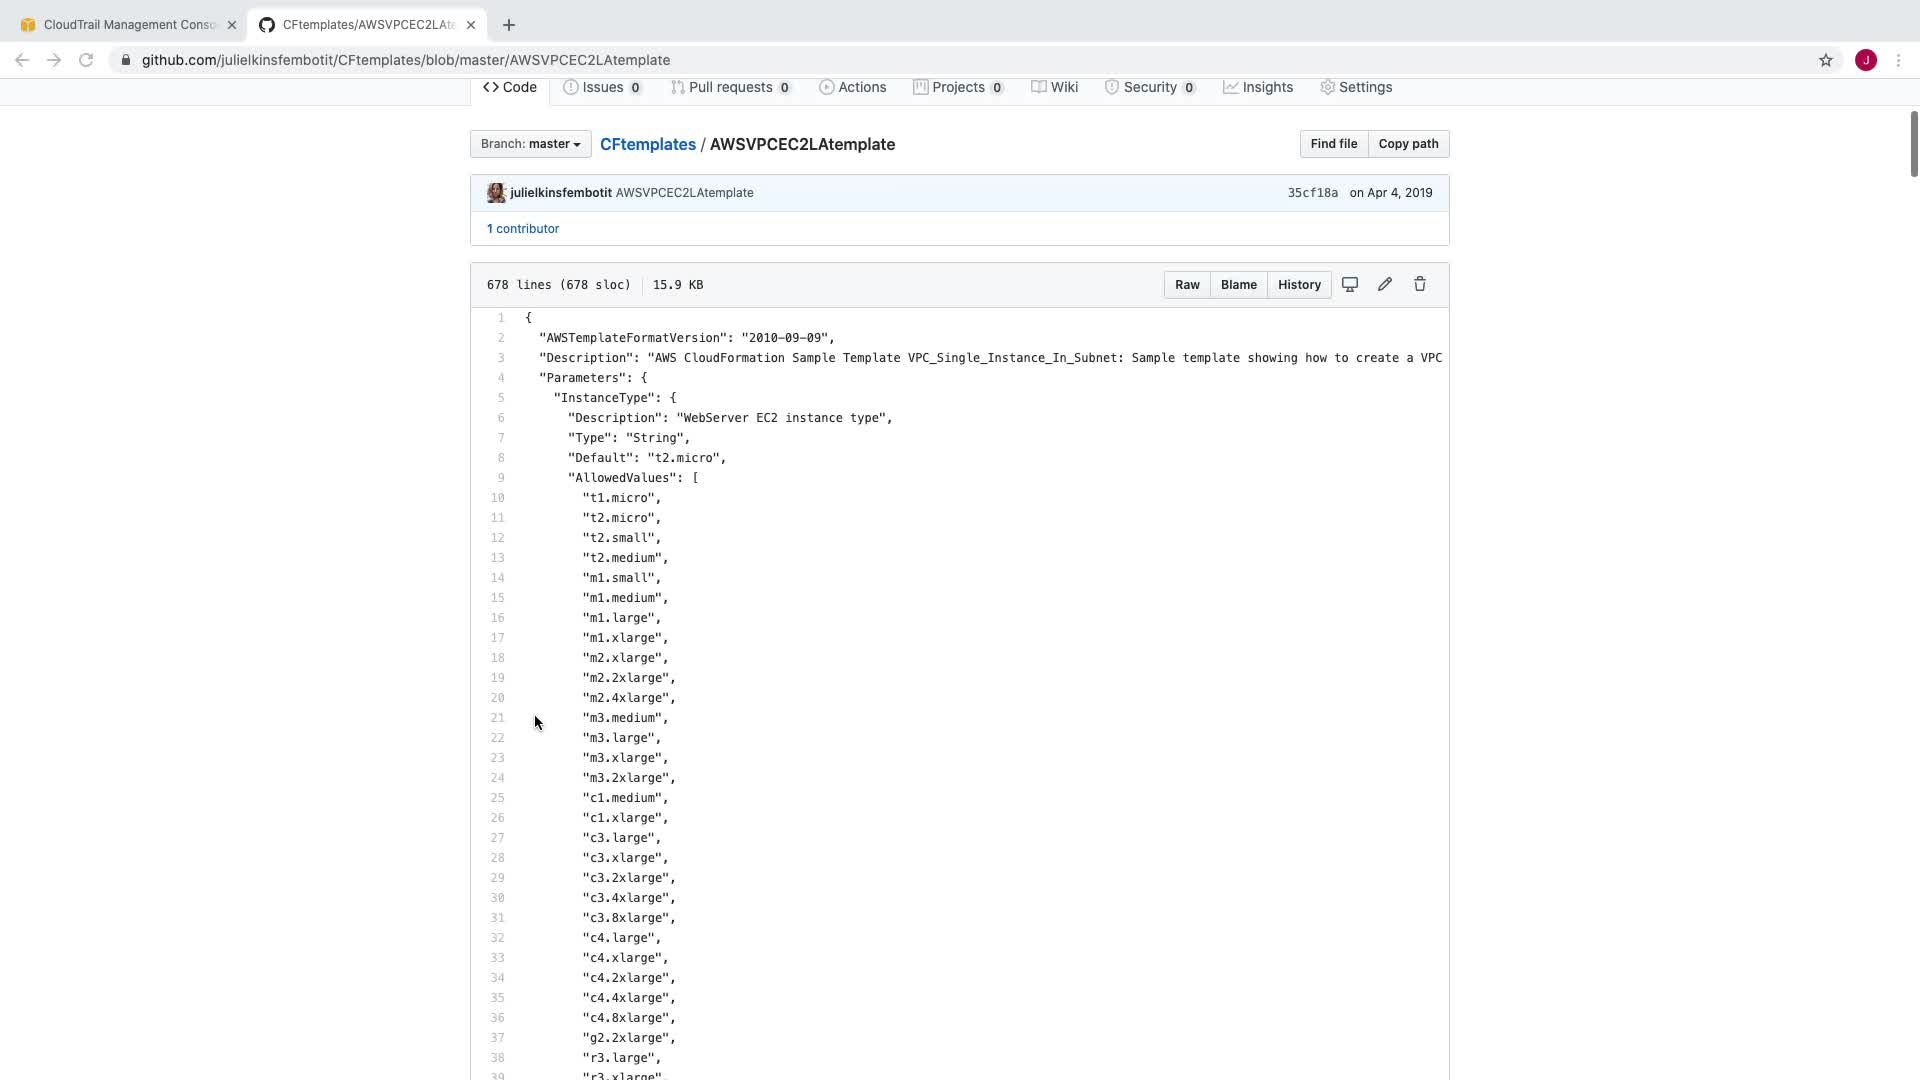 CloudTrail Management Conso
CFtemplates/AWSVPCEC2LAte
github.com/julielkinsfembotit/CFtemplates/blob/master/AWSVPCEC2LAtemplate
J
<> Code Issues 0 Pull requests 0 Actions Projects 0 Wiki Security 0 Insights Settings
Branch: master CFtemplates / AWSVPCEC2LAtemplate Find file Copy path
julielkinsfembotit AWSVPCEC2LAtemplate 35cf18a on Apr 4, 2019
1 contributor
678 lines (678 sloc) 15.9 KB Raw Blame History
1 {
2 "AWSTemplateFormatVersion": "2010-09-09",
3 "Description": "AWS CloudFormation Sample Template VPC_Single_Instance_In_Subnet: Sample template showing how to create a VPC
4 "Parameters": {
5 "InstanceType": {
6 "Description": "WebServer EC2 instance type",
7 "Type": "String",
8 "Default": "t2.micro",
9 "AllowedValues": [
10 "t1.micro",
11 "t2.micro",
12 "t2.small",
13 "t2.medium",
14 "m1.small",
15 "m1.medium",
16 "m1.large",
17 "m1.xlarge",
18 "m2.xlarge",
19 "m2.2xlarge",
20 "m2.4xlarge",
21 "m3.medium",
22 "m3.large",
23 "m3.xlarge",
24 "m3.2xlarge",
25 "c1.medium",
26 "c1.xlarge",
27 "c3.large",
28 "c3.xlarge",
29 "c3.2xlarge",
30 "c3.4xlarge",
31 "c3.8xlarge",
32 "c4.large",
33 "c4.xlarge",
34 "c4.2xlarge",
35 "c4.4xlarge",
36 "c4.8xlarge",
37 "g2.2xlarge",
38 "r3.large",
39 "r3.xlarge",